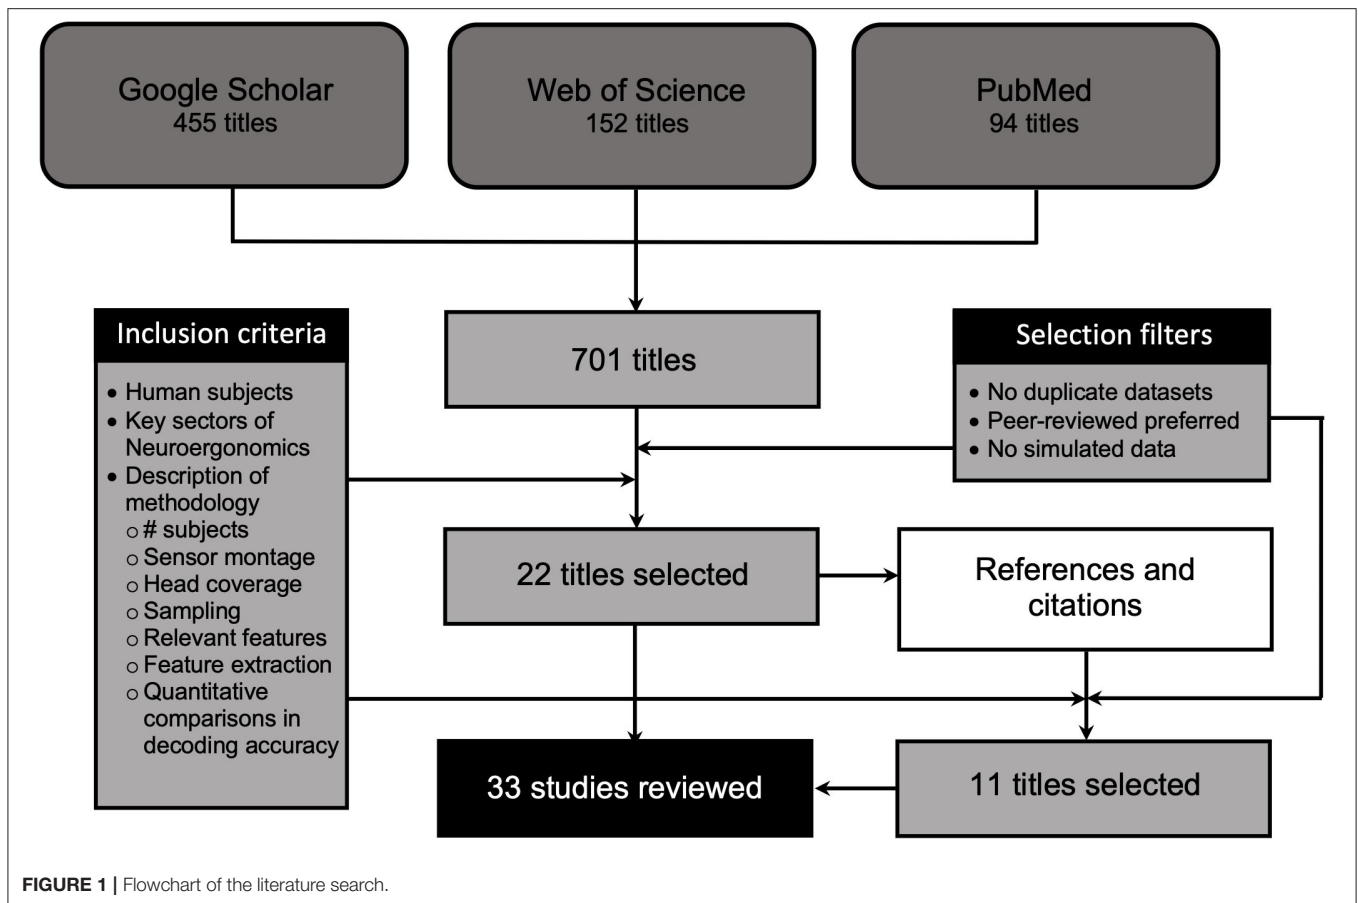 Google Scholar
455 titles
Web of Science
152 titles
PubMed
94 titles
701 titles
Inclusion criteria
• Human subjects
• Key sectors of
Neuroergonomics
• Description of
methodology
○ # subjects
○ Sensor montage
○ Head coverage
○ Sampling
○ Relevant features
○ Feature extraction
○ Quantitative
comparisons in
decoding accuracy
Selection filters
• No duplicate datasets
• Peer-reviewed preferred
• No simulated data
22 titles selected
References and
citations
33 studies reviewed
11 titles selected
FIGURE 1 | Flowchart of the literature search.